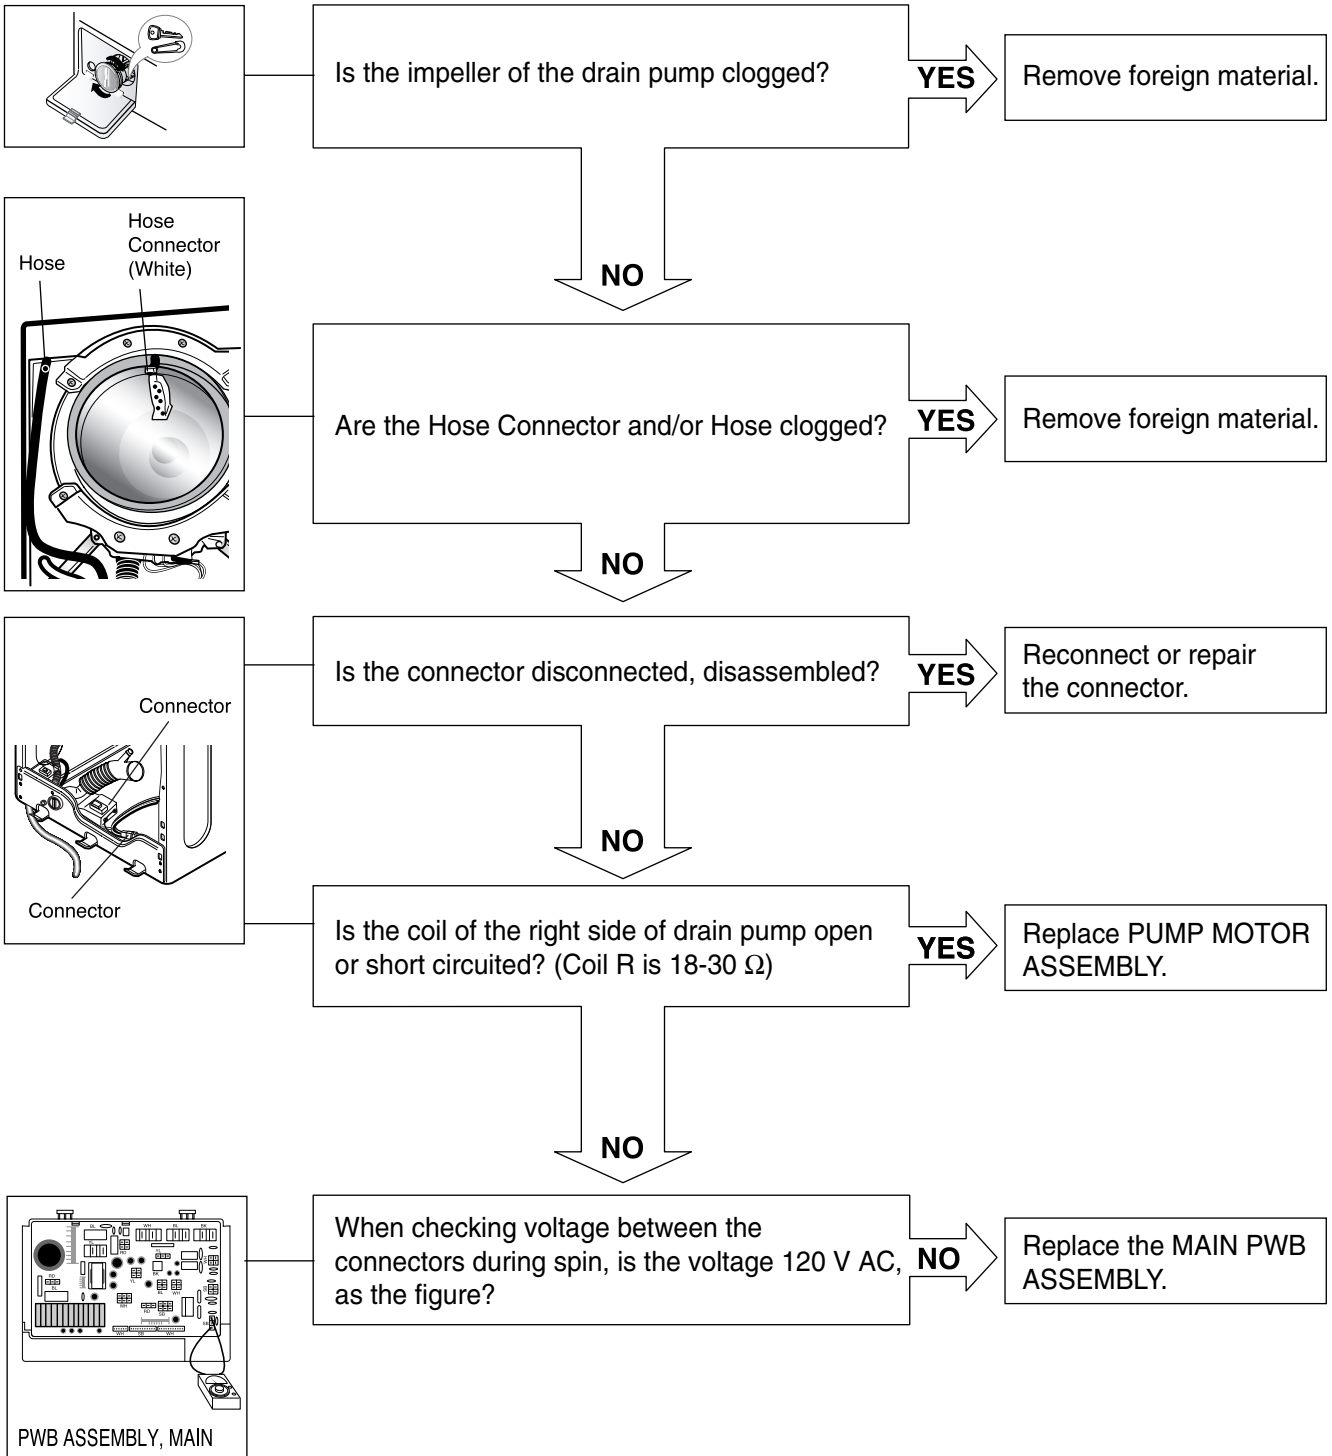 Is the impeller of the drain pump clogged?
YES
Remove foreign material.
NO
Hose
Hose
Connector
(White)
Are the Hose Connector and/or Hose clogged?
YES
Remove foreign material.
NO
Connector
Connector
Is the connector disconnected, disassembled?
YES
Reconnect or repair
the connector.
NO
Is the coil of the right side of drain pump open
or short circuited? (Coil R is 18-30 Ω)
YES
Replace PUMP MOTOR
ASSEMBLY.
NO
When checking voltage between the
connectors during spin, is the voltage 120 V AC,
as the figure?
NO
Replace the MAIN PWB
ASSEMBLY.
PWB ASSEMBLY, MAIN